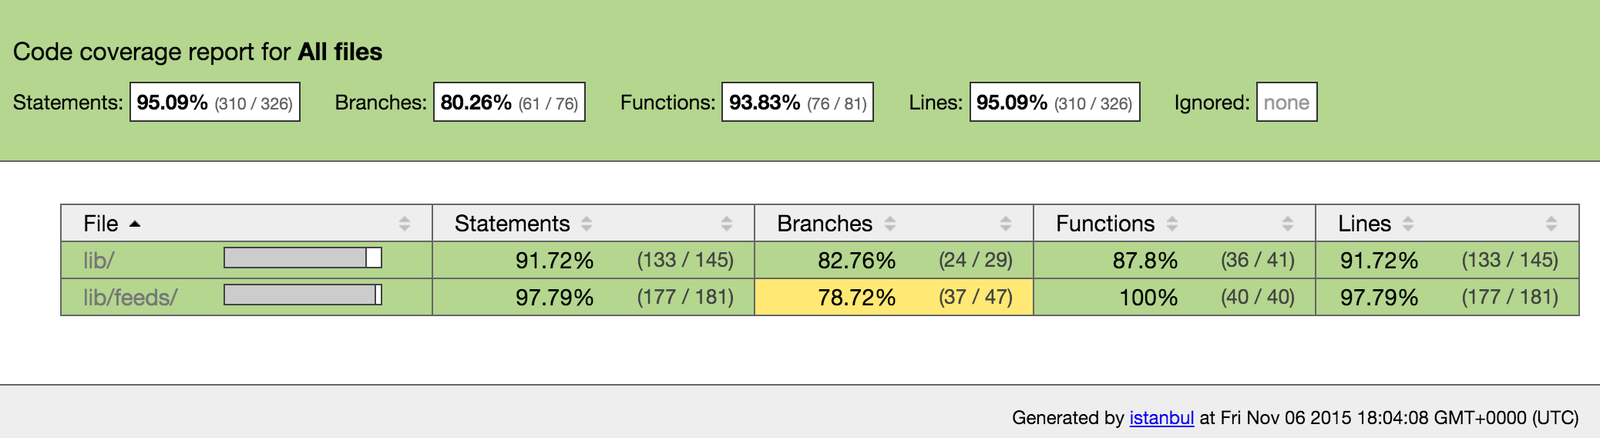 Code coverage report for All files
Statements: 95.09% (310 / 326) Branches: 80.26% (61 / 76) Functions: 93.83% (76 / 81) Lines: 95.09% (310 / 326) Ignored: none
File Statements Branches Functions Lines
lib/ 91.72% (133 / 145) 82.76% (24 / 29) 87.8% (36 / 41) 91.72% (133 / 145)
lib/feeds/ 97.79% (177 / 181) 78.72% (37 / 47) 100% (40 / 40) 97.79% (177 / 181)
Generated by istanbul at Fri Nov 06 2015 18:04:08 GMT+0000 (UTC)